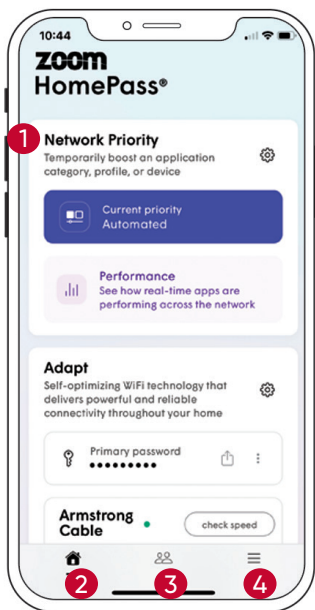 10:44
zoom
HomePass®
1
Network Priority
Temporarily boost an application
category, profile, or device
Current priority
Automated
Performance
See how real-time apps are
performing across the network
Adapt
Self-optimizing WiFi technology that
delivers powerful and reliable
connectivity throughout your home
Primary password
•••••••••
Armstrong
Cable
check speed
2 3 4